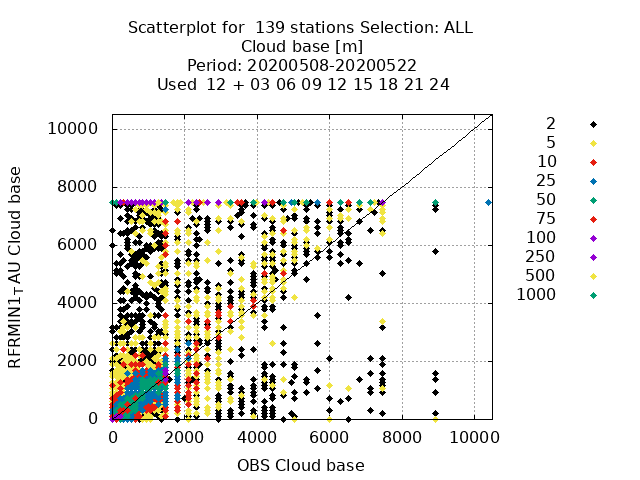 Scatterplot for  139 stations Selection: ALL
Cloud base [m]
Period: 20200508-20200522
Used  12 + 03 06 09 12 15 18 21 24
RFRMIN1T AU Cloud base
10000
8000
6000
4000
2000
0
0 2000 4000 6000 8000 10000
OBS Cloud base
2
5
10
25
50
75
100
250
500
1000